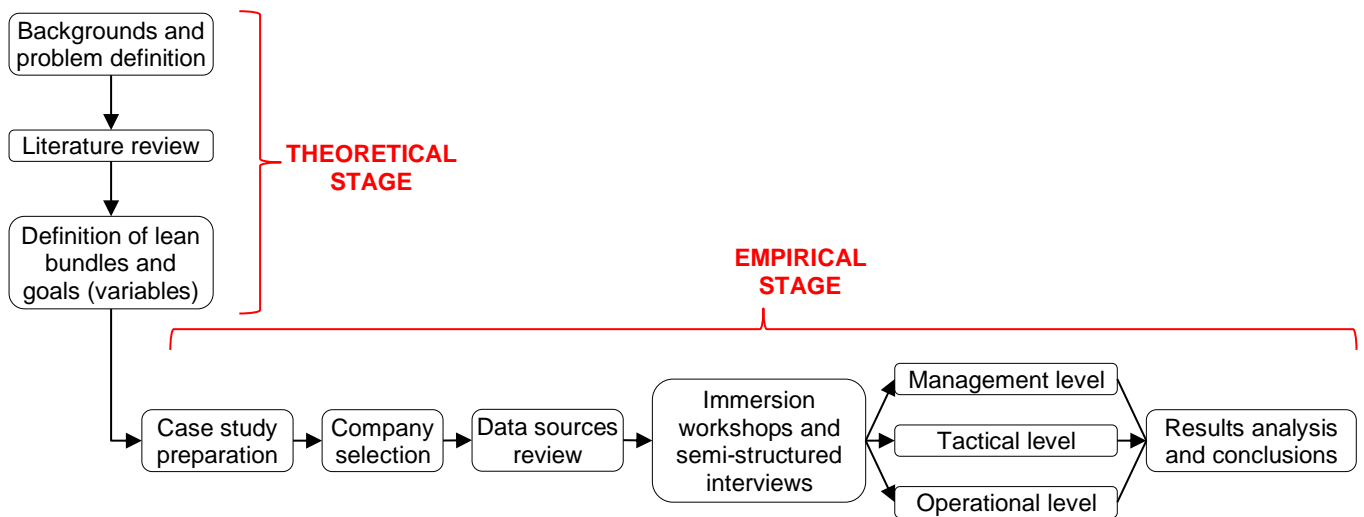 Backgrounds and
problem definition
Literature review
THEORETICAL
STAGE
Definition of lean
bundles and
goals (variables)
EMPIRICAL
STAGE
Case study
preparation
Company
selection
Data sources
review
Immersion
workshops and
semi-structured
interviews
Management level
Tactical level
Operational level
Results analysis
and conclusions